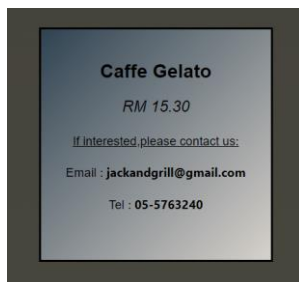 Caffe Gelato
RM 15.30
If interested,please contact us:
Email : jackandgrill@gmail.com
Tel : 05-5763240